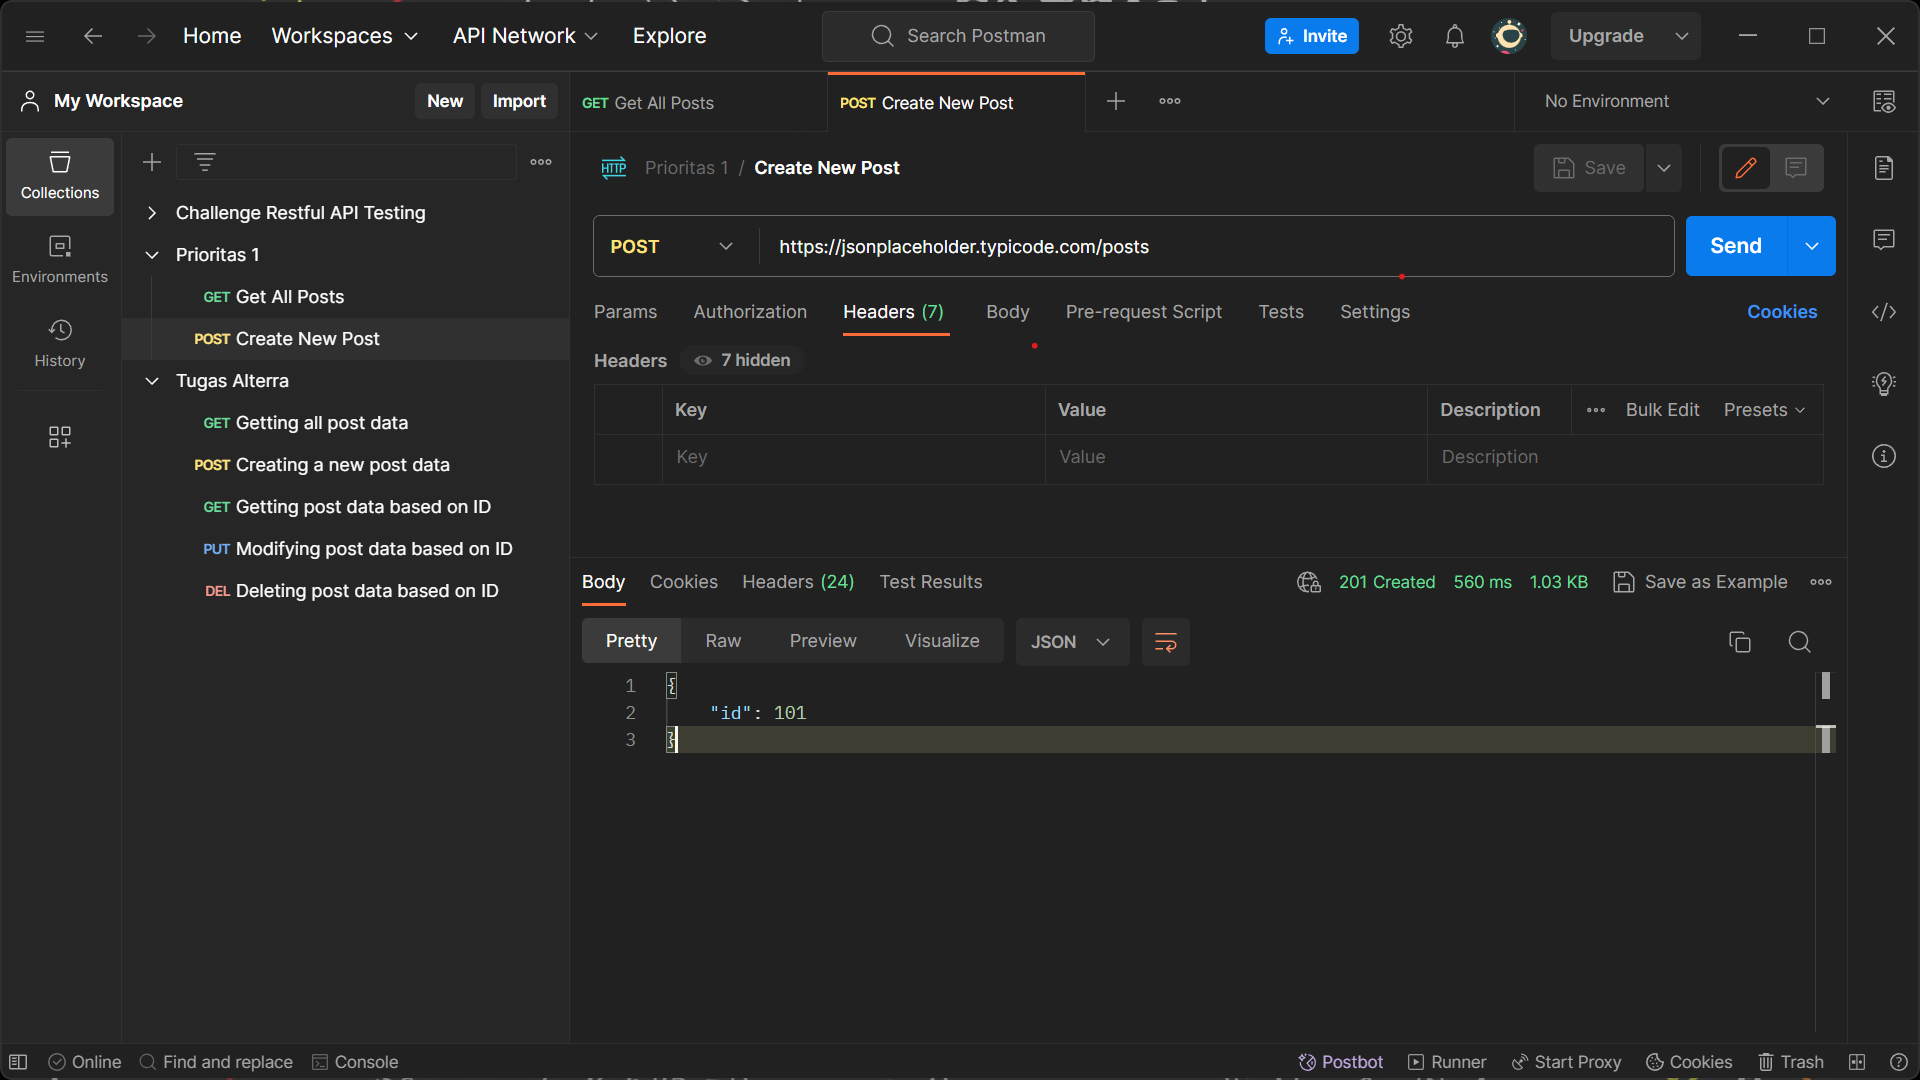 Home Workspaces API Network Explore Search Postman Invite Upgrade
My Workspace New Import GET Get All Posts POST Create New Post No Environment
Collections
Environments
History
Challenge Restful API Testing
Prioritas 1
GET Get All Posts
POST Create New Post
Tugas Alterra
GET Getting all post data
POST Creating a new post data
GET Getting post data based on ID
PUT Modifying post data based on ID
DEL Deleting post data based on ID
HTTP Prioritas 1 / Create New Post Save
POST https://jsonplaceholder.typicode.com/posts Send
Params Authorization Headers (7) Body Pre-request Script Tests Settings Cookies
Headers 7 hidden
Key Value Description Bulk Edit Presets
Key Value Description
Body Cookies Headers (24) Test Results 201 Created 560 ms 1.03 KB Save as Example
Pretty Raw Preview Visualize JSON
1 {
2 "id": 101
3 }
Online Find and replace Console Postbot Runner Start Proxy Cookies Trash